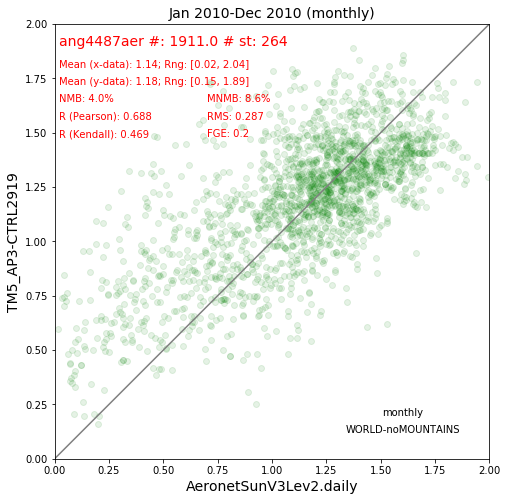 Jan 2010-Dec 2010 (monthly)
ang4487aer #: 1911.0 # st: 264
Mean (x-data): 1.14; Rng: [0.02, 2.04]
Mean (y-data): 1.18; Rng: [0.15, 1.89]
NMB: 4.0% MNMB: 8.6%
R (Pearson): 0.688 RMS: 0.287
R (Kendall): 0.469 FGE: 0.2
2.00
1.75
1.50
1.25
1.00
0.75
0.50
0.25
0.00
TM5_AP3-CTRL2919
monthly
WORLD-noMOUNTAINS
0.00 0.25 0.50 0.75 1.00 1.25 1.50 1.75 2.00
AeronetSunV3Lev2.daily